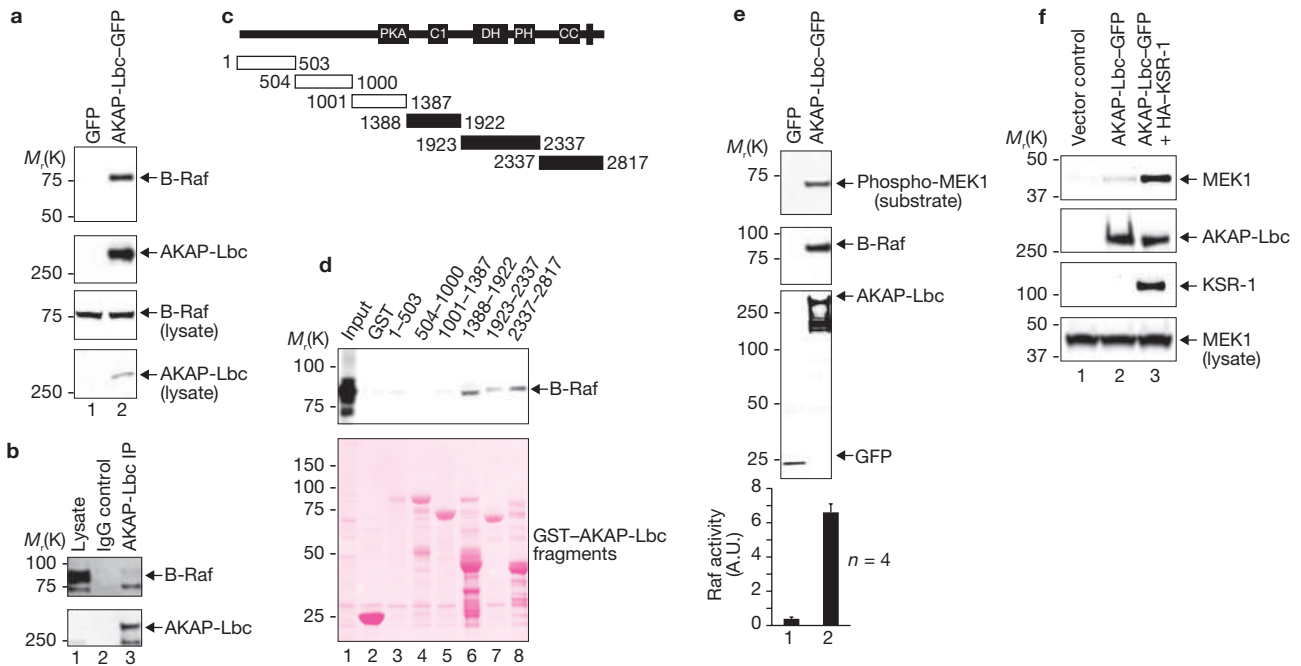 a
GFP
AKAP-Lbc–GFP
Mr(K)
75
50
B-Raf
250
AKAP-Lbc
75
B-Raf
(lysate)
250
AKAP-Lbc
(lysate)
1 2
b
Lysate
IgG control
AKAP-Lbc IP
Mr(K)
100
75
B-Raf
250
AKAP-Lbc
1 2 3
c
PKA C1 DH PH CC
1 503
504 1000
1001 1387
1388 1922
1923 2337
2337 2817
d
Input
GST
1–503
504–1000
1001–1387
1388–1922
1923–2337
2337–2817
Mr(K)
100
75
B-Raf
150
100
75
50
25
GST–AKAP-Lbc
fragments
1 2 3 4 5 6 7 8
e
GFP
AKAP-Lbc–GFP
Mr(K)
75
Phospho-MEK1
(substrate)
100
75
B-Raf
250
100
50
25
AKAP-Lbc
GFP
Raf activity
(A.U.)
8
7
6
5
4
3
2
1
0
n = 4
1 2
f
Vector control
AKAP-Lbc–GFP
AKAP-Lbc–GFP
+ HA–KSR-1
Mr(K)
50
37
MEK1
250
AKAP-Lbc
100
KSR-1
50
37
MEK1
(lysate)
1 2 3